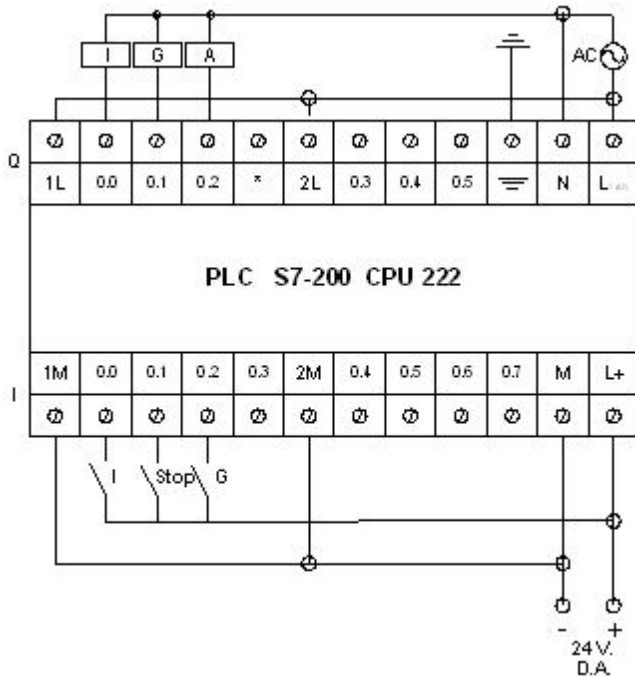 I G A AC
Q
1L 0.0 0.1 0.2 * 2L 0.3 0.4 0.5 N L
PLC S7-200 CPU 222
1M 0.0 0.1 0.2 0.3 2M 0.4 0.5 0.6 0.7 M L+
I
I Stop G
- +
24 V.
D.A.